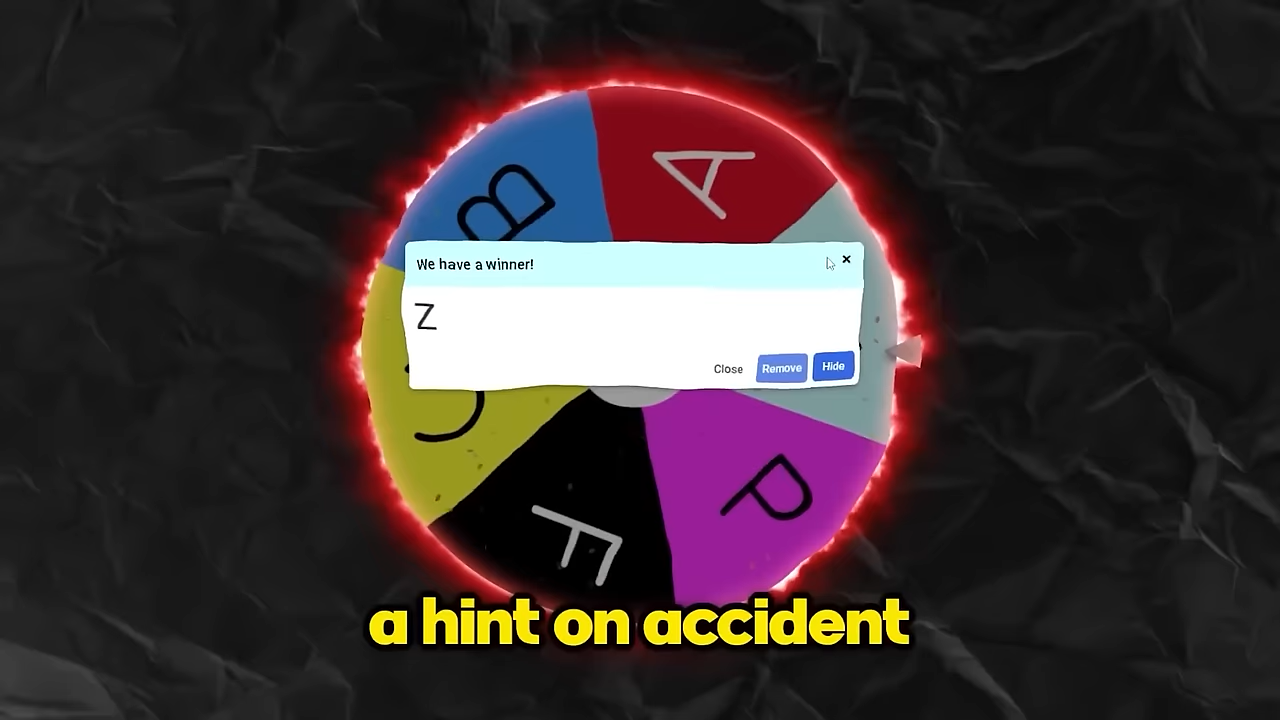 A
B
We have a winner!
Z
Close Remove Hide
P
F
a hint on accident